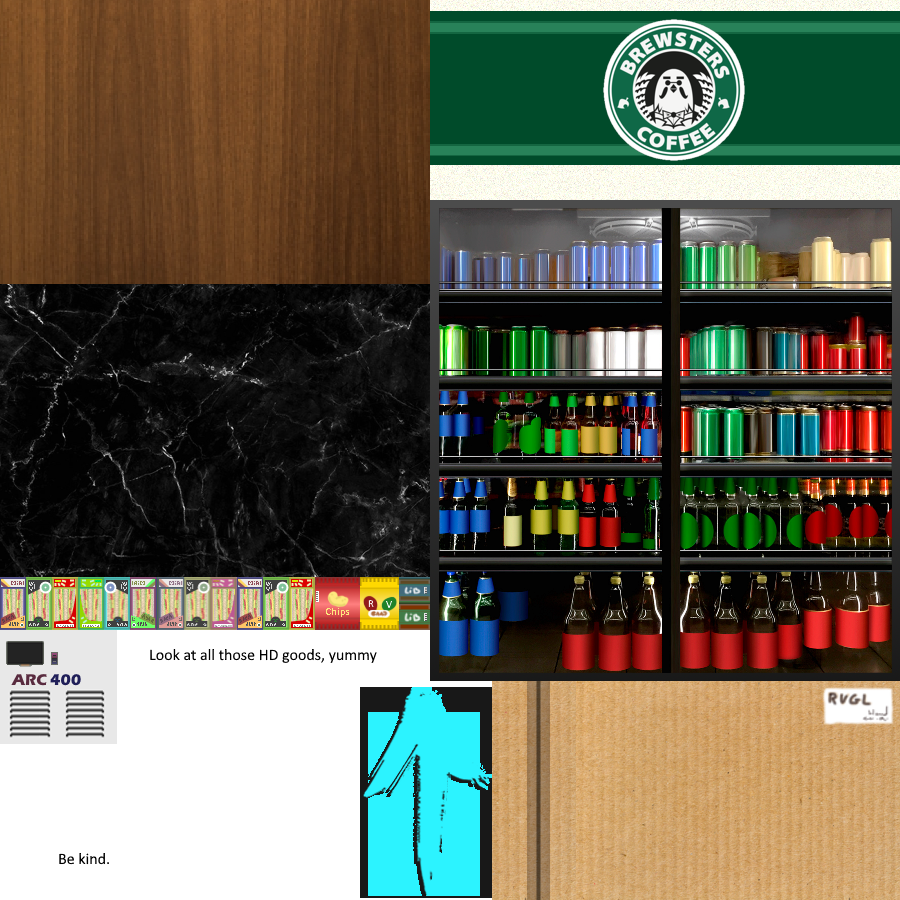 BREWSTERS
COFFEE
Chips
R V
ARC 400
Look at all those HD goods, yummy
RVGL
Be kind.